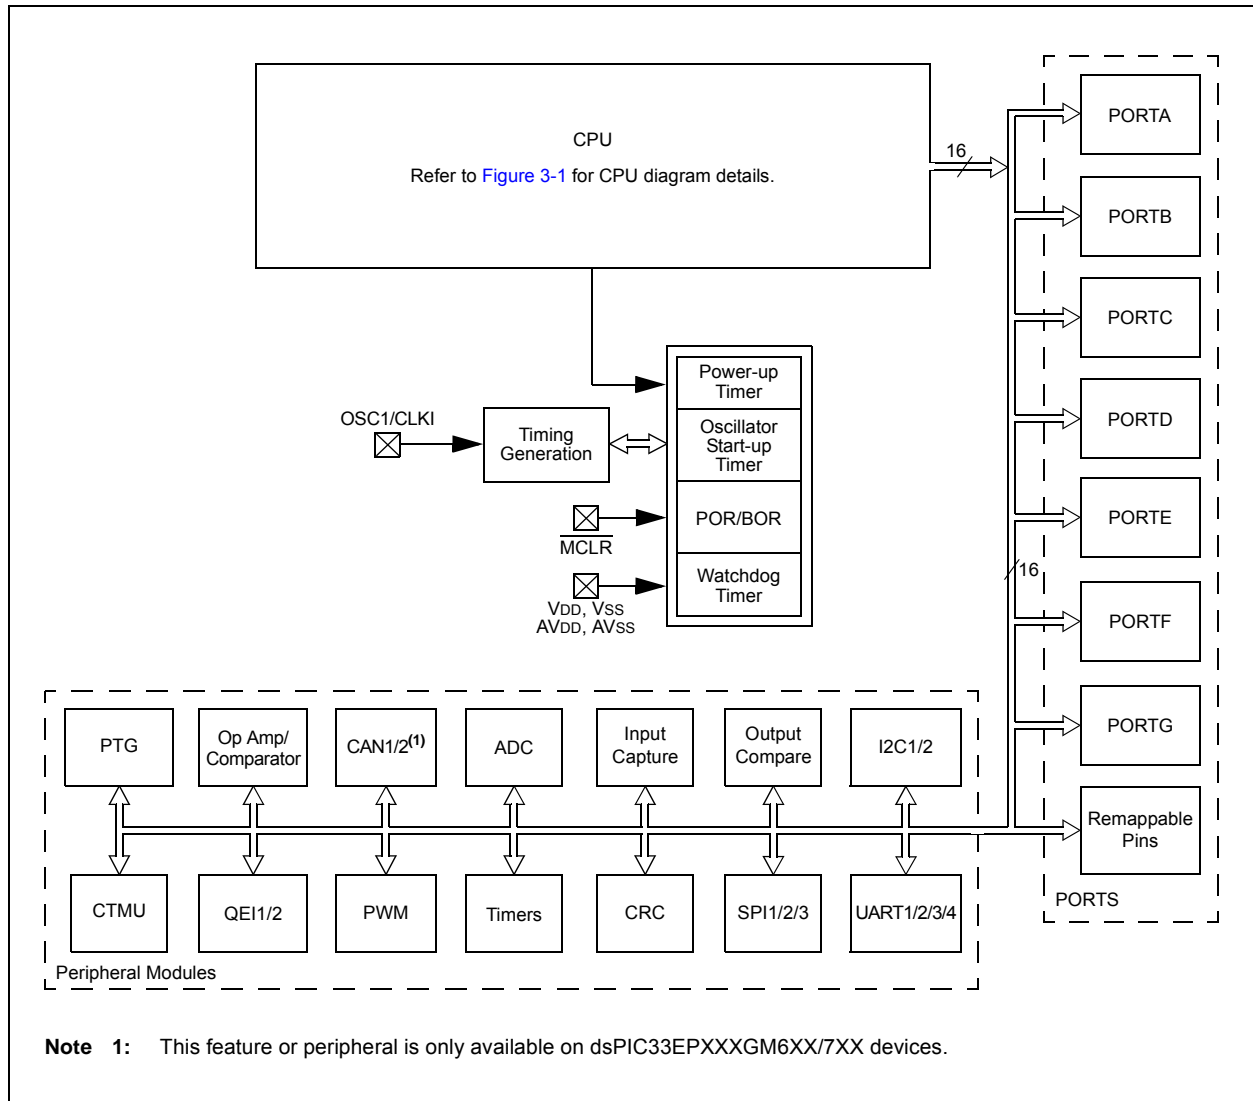 CPU
Refer to Figure 3-1 for CPU diagram details.
16
PORTA
PORTB
PORTC
PORTD
PORTE
16
PORTF
PORTG
Remappable
Pins
PORTS
Power-up
Timer
Oscillator
Start-up
Timer
POR/BOR
Watchdog
Timer
OSC1/CLKI
Timing
Generation
MCLR
VDD, VSS
AVDD, AVSS
PTG
Op Amp/
Comparator
CAN1/2(1)
ADC
Input
Capture
Output
Compare
I2C1/2
CTMU
QEI1/2
PWM
Timers
CRC
SPI1/2/3
UART1/2/3/4
Peripheral Modules
Note 1: This feature or peripheral is only available on dsPIC33EPXXXGM6XX/7XX devices.